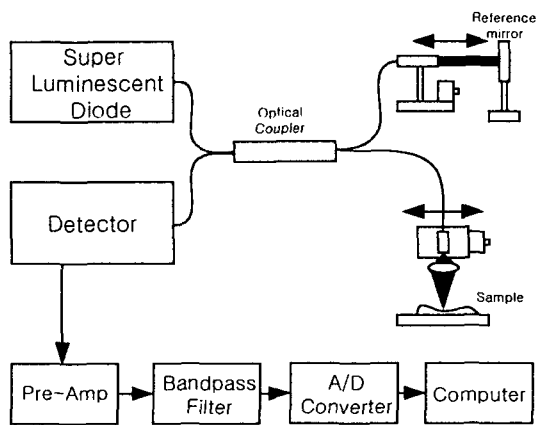 Super
Luminescent
Diode
Detector
Optical
Coupler
Reference
mirror
Sample
Pre-Amp
Bandpass
Filter
A/D
Converter
Computer